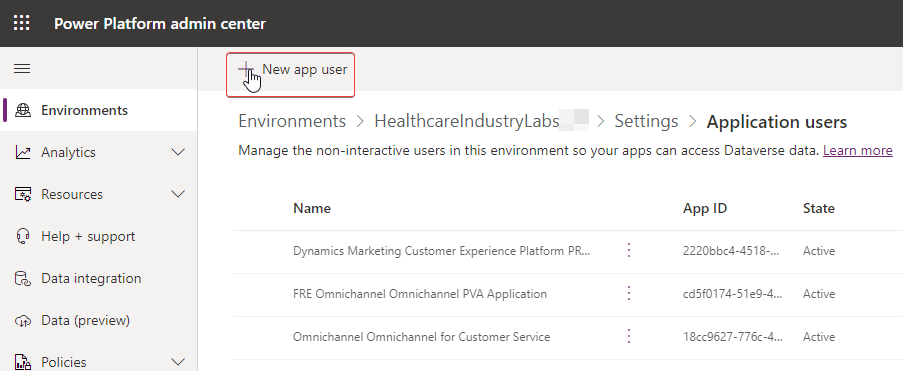 Power Platform admin center
New app user
Environments
Analytics
Resources
Help + support
Data integration
Data (preview)
Policies
Environments > HealthcareIndustryLabs > Settings > Application users
Manage the non-interactive users in this environment so your apps can access Dataverse data. Learn more
Name App ID State
Dynamics Marketing Customer Experience Platform PR... 2220bbc4-4518-... Active
FRE Omnichannel Omnichannel PVA Application cd5f0174-51e9-4... Active
Omnichannel Omnichannel for Customer Service 18cc9627-776c-4... Active